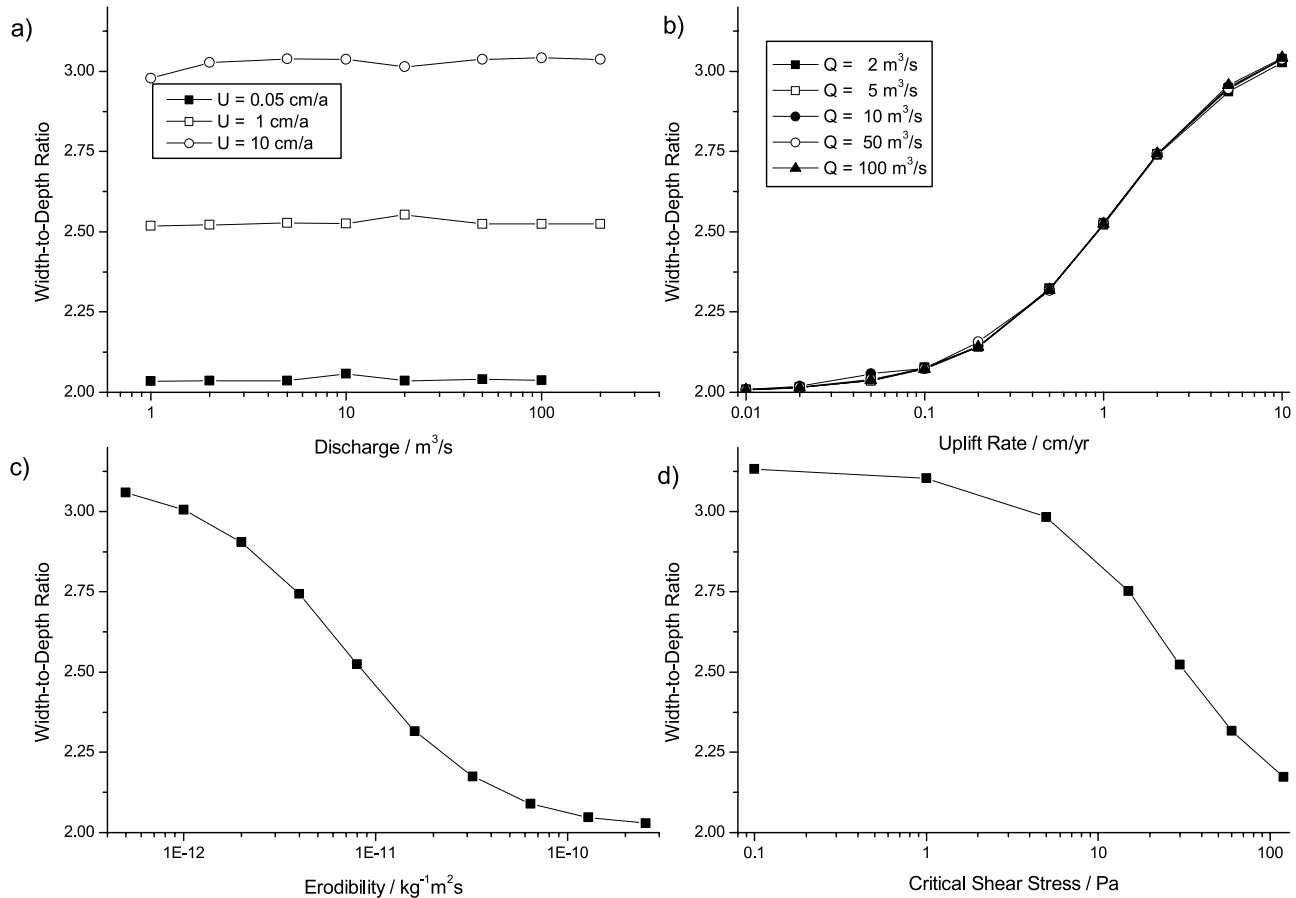 a)
3.00
2.75
2.50
2.25
2.00
Width-to-Depth Ratio
U = 0.05 cm/a
U = 1 cm/a
U = 10 cm/a
1
10
100
Discharge / m³/s
b)
3.00
2.75
2.50
2.25
2.00
Width-to-Depth Ratio
Q = 2 m³/s
Q = 5 m³/s
Q = 10 m³/s
Q = 50 m³/s
Q = 100 m³/s
0.01
0.1
1
10
Uplift Rate / cm/yr
c)
3.00
2.75
2.50
2.25
2.00
Width-to-Depth Ratio
1E-12
1E-11
1E-10
Erodibility / kg⁻¹m²s
d)
3.00
2.75
2.50
2.25
2.00
Width-to-Depth Ratio
0.1
1
10
100
Critical Shear Stress / Pa